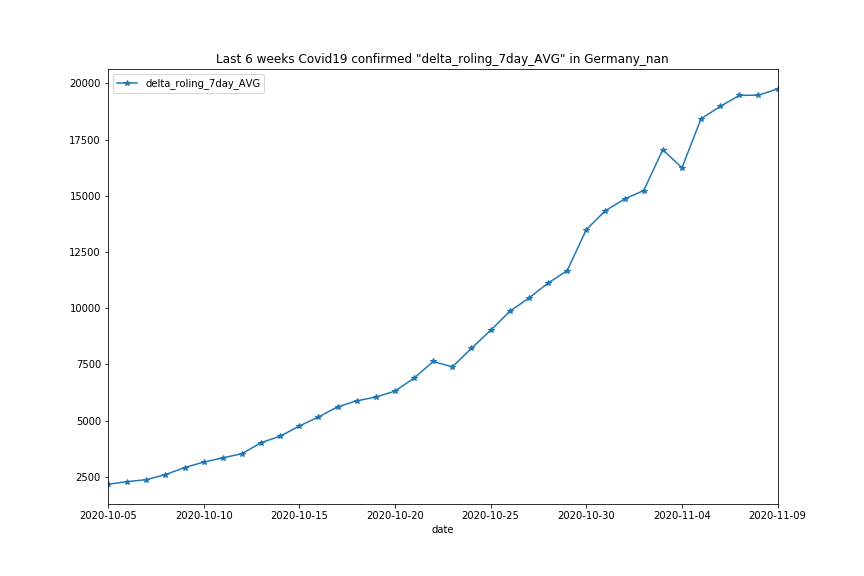 Last 6 weeks Covid19 confirmed "delta_roling_7day_AVG" in Germany_nan
delta_roling_7day_AVG
20000
17500
15000
12500
10000
7500
5000
2500
2020-10-05 2020-10-10 2020-10-15 2020-10-20 2020-10-25 2020-10-30 2020-11-04 2020-11-09
date